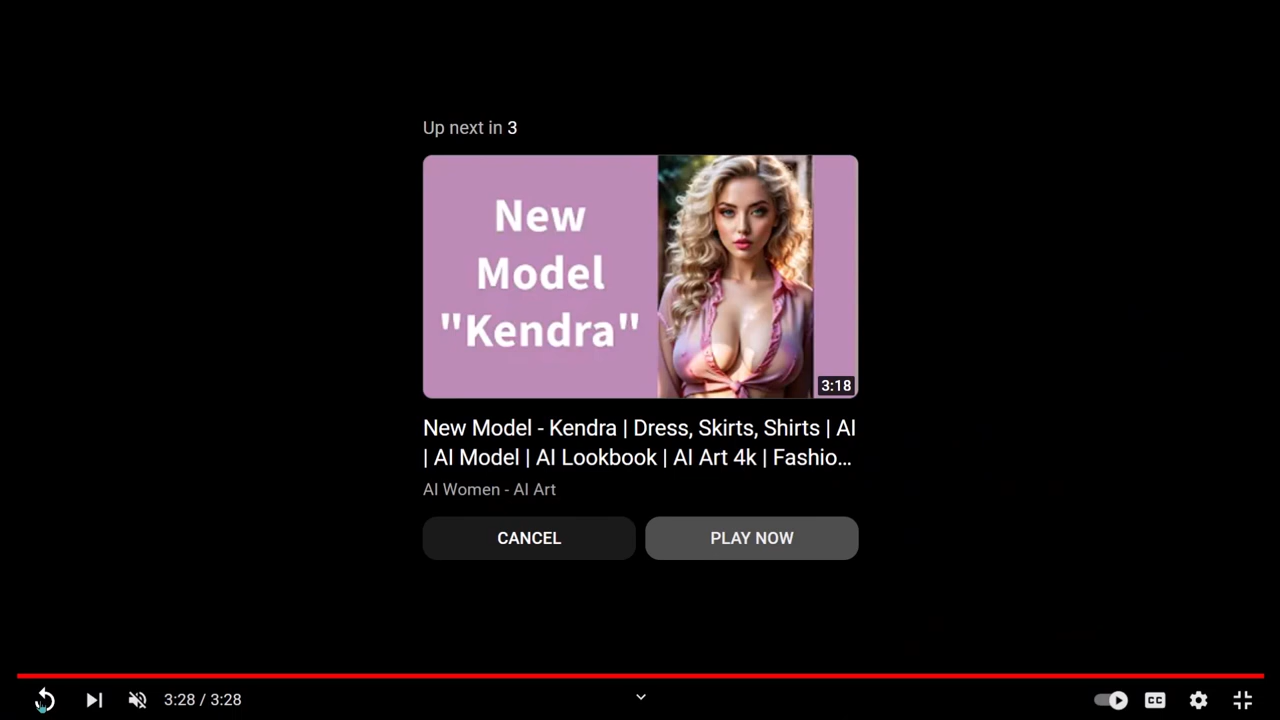 Up next in 3
New
Model
"Kendra"
3:18
New Model - Kendra | Dress, Skirts, Shirts | AI
| AI Model | AI Lookbook | AI Art 4k | Fashio...
AI Women - AI Art
CANCEL
PLAY NOW
3:28 / 3:28
CC